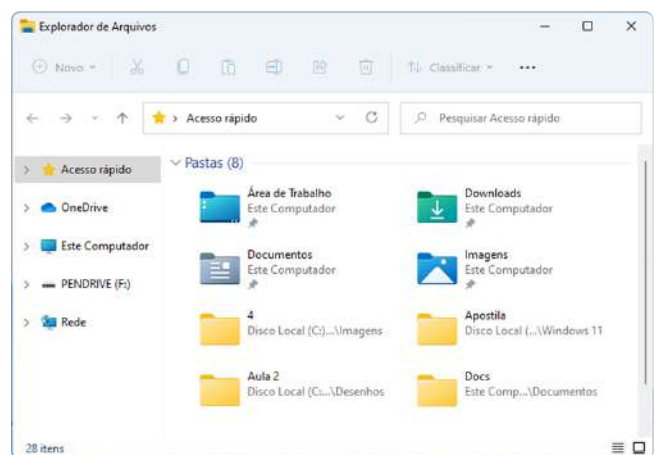 Explorador de Arquivos
Novo
Classificar
Acesso rápido
Pesquisar Acesso rápido
Acesso rápido
OneDrive
Este Computador
PENDRIVE (F:)
Rede
Pastas (8)
Área de Trabalho
Este Computador
Downloads
Este Computador
Documentos
Este Computador
Imagens
Este Computador
4
Disco Local (C:)...\Imagens
Apostila
Disco Local (...\Windows 11
Aula 2
Disco Local (C:...\Desenhos
Docs
Este Comp...\Documentos
28 itens